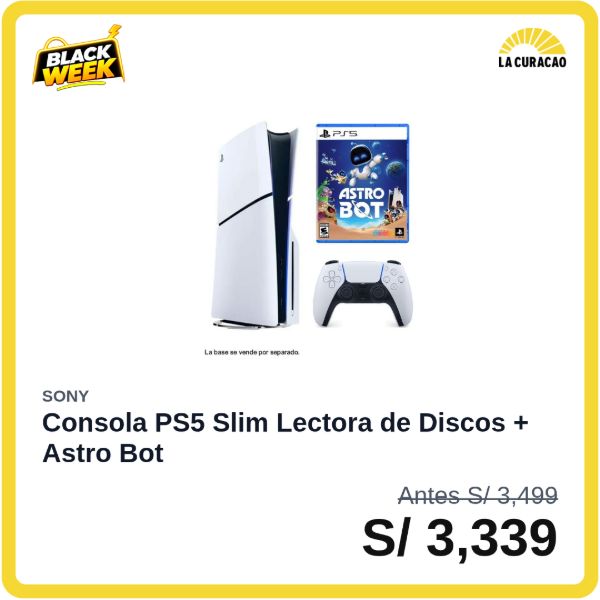 BLACK
WEEK
LA CURACAO
PS5
ASTRO
BOT
La base se vende por separado.
SONY
Consola PS5 Slim Lectora de Discos +
Astro Bot
Antes S/ 3,499
S/ 3,339